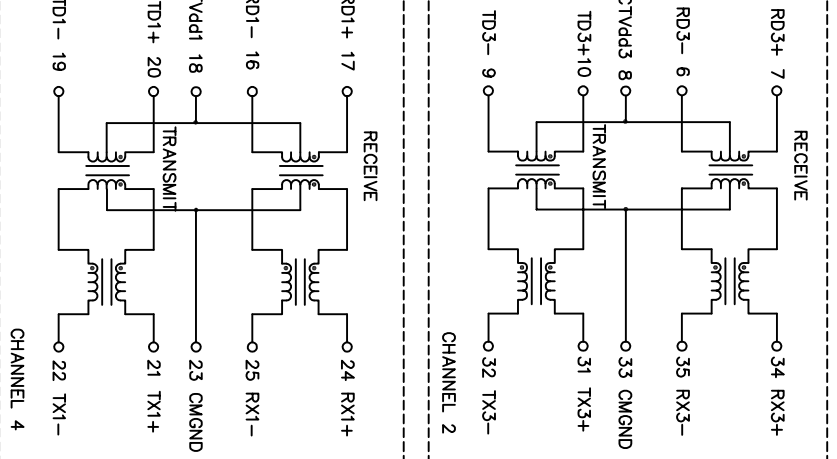 RECEIVE
RD3+ 7
34 RX3+
RD3- 6
35 RX3-
CTVdd3 8
33 CMGND
TRANSMIT
TD3+10
31 TX3+
TD3- 9
32 TX3-
CHANNEL 2
RECEIVE
RD1+ 17
24 RX1+
RD1- 16
25 RX1-
TVdd1 18
23 CMGND
TRANSMIT
TD1+ 20
21 TX1+
TD1- 19
22 TX1-
CHANNEL 4